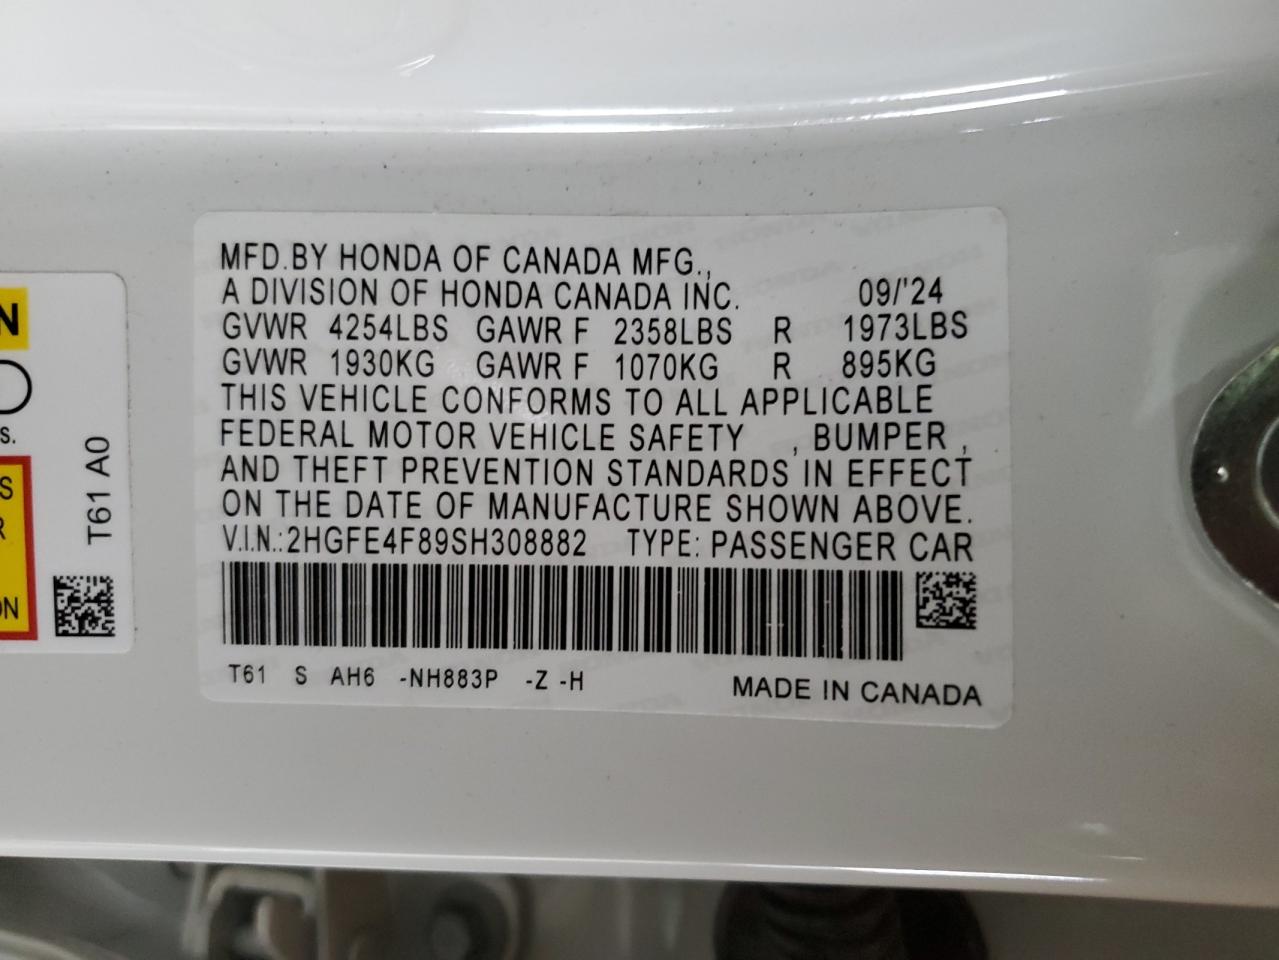 MFD.BY HONDA OF CANADA MFG.,
A DIVISION OF HONDA CANADA INC. 09/'24
GVWR 4254LBS GAWR F 2358LBS R 1973LBS
GVWR 1930KG GAWR F 1070KG R 895KG
THIS VEHICLE CONFORMS TO ALL APPLICABLE
FEDERAL MOTOR VEHICLE SAFETY , BUMPER ,
AND THEFT PREVENTION STANDARDS IN EFFECT
ON THE DATE OF MANUFACTURE SHOWN ABOVE.
V.I.N.:2HGFE4F89SH308882 TYPE: PASSENGER CAR
T61 S AH6 -NH883P -Z -H MADE IN CANADA
T61 A0